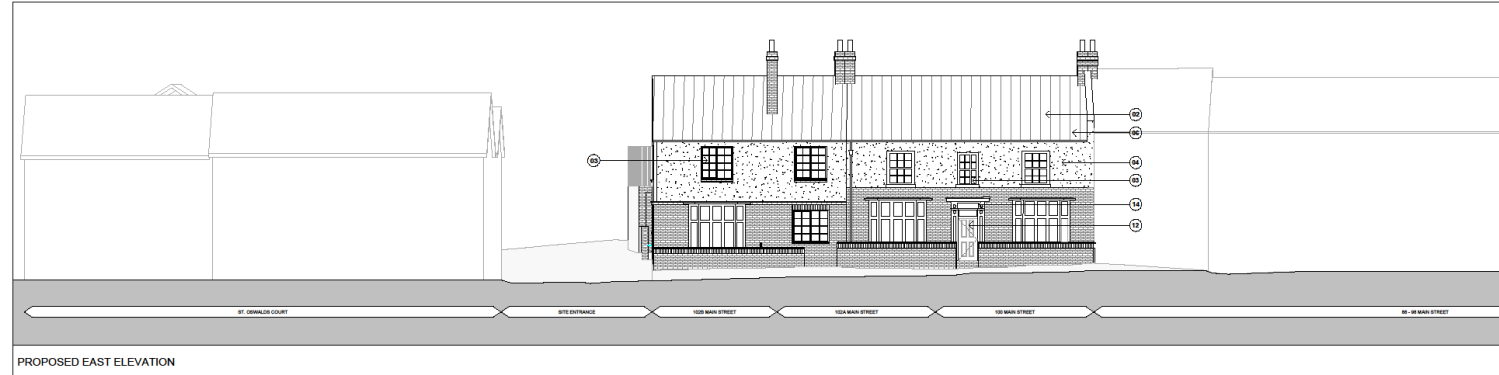 02
06
03
04
03
14
12
ST. OSWALDS COURT
SITE ENTRANCE
102B MAIN STREET
102A MAIN STREET
100 MAIN STREET
88 - 98 MAIN STREET
PROPOSED EAST ELEVATION